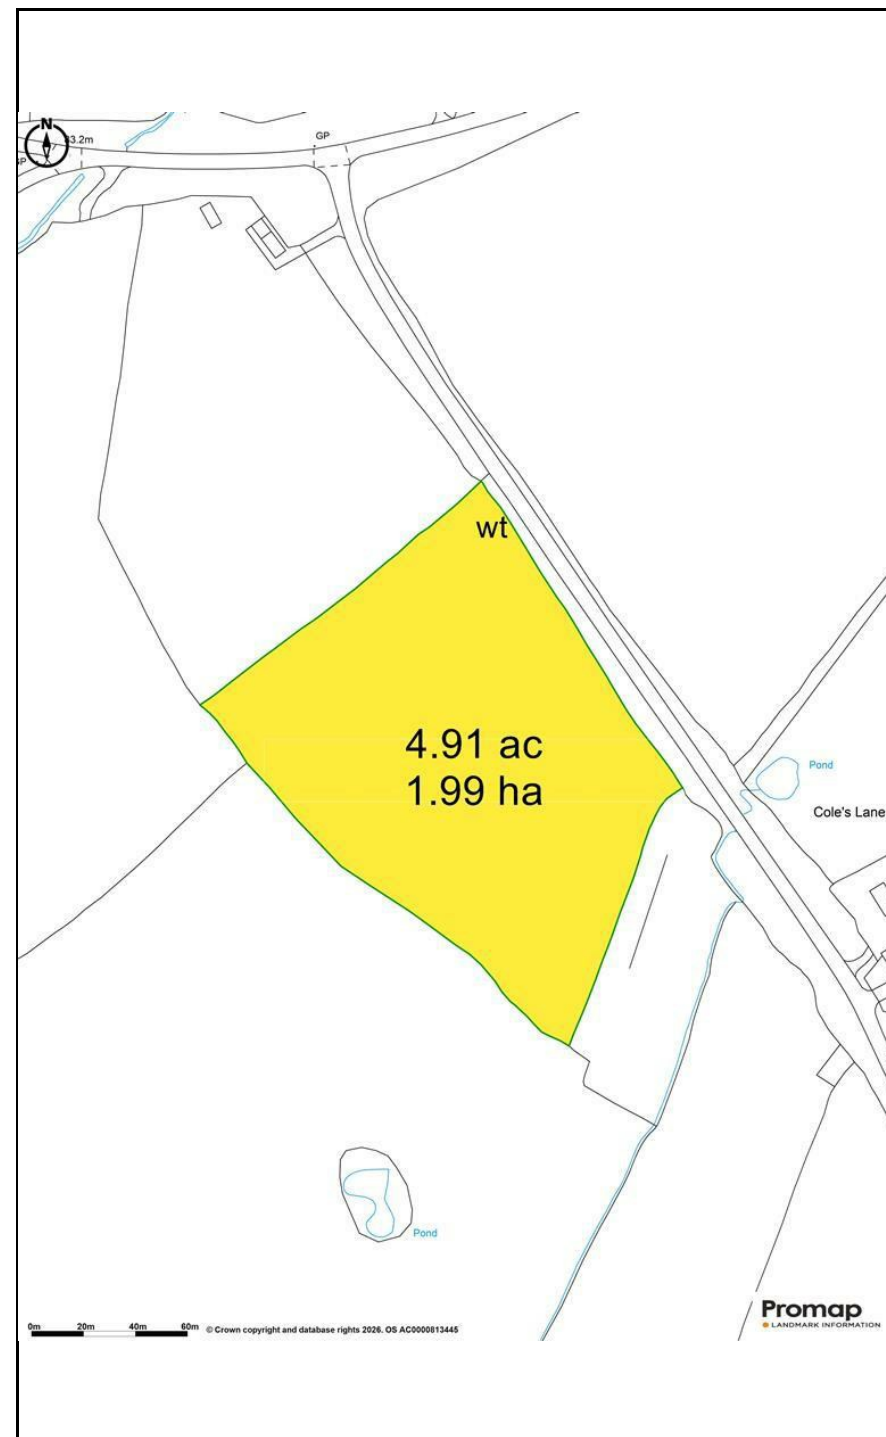 N
33.2m
GP
GP
wt
4.91 ac
1.99 ha
Pond
Cole's Lane
Pond
0m 20m 40m 60m
© Crown copyright and database rights 2026. OS AC0000813445
Promap
LANDMARK INFORMATION